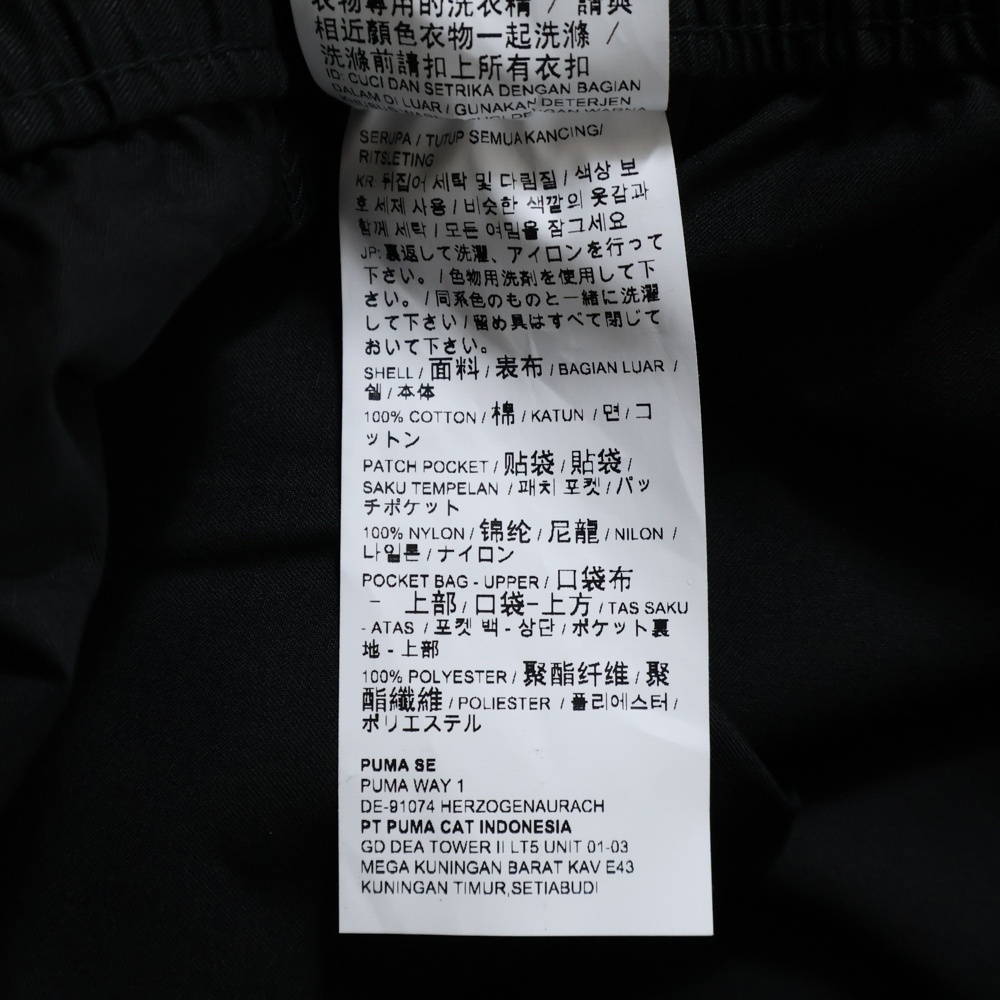 衣物專用的洗衣精 / 請與
相近顏色衣物一起洗滌 /
洗滌前請扣上所有衣扣
ID: CUCI DAN SETRIKA DENGAN BAGIAN
DALAM DI LUAR / GUNAKAN DETERJEN
SERUPA / TUTUP SEMUA KANCING/
RITSLETING
KR: 뒤집어 세탁 및 다림질 / 색상 보
호 세제 사용 / 비슷한 색깔의 옷감과
함께 세탁 / 모든 여밈을 잠그세요
JP: 裏返して洗濯、アイロンを行って
下さい。/ 色物用洗剤を使用して下
さい。/ 同系色のものと一緒に洗濯
して下さい / 留め具はすべて閉じて
おいて下さい。
SHELL / 面料 / 表布 / BAGIAN LUAR /
쉘 / 本体
100% COTTON / 棉 / KATUN / 면 / コ
ットン
PATCH POCKET / 贴袋 / 貼袋 /
SAKU TEMPELAN / 패치 포켓 / パッ
チポケット
100% NYLON / 锦纶 / 尼龍 / NILON /
나일론 / ナイロン
POCKET BAG - UPPER / 口袋布
- 上部 / 口袋-上方 / TAS SAKU
- ATAS / 포켓 백 - 상단 / ポケット裏
地 - 上部
100% POLYESTER / 聚酯纤维 / 聚
酯纖維 / POLIESTER / 폴리에스터 /
ポリエステル
PUMA SE
PUMA WAY 1
DE-91074 HERZOGENAURACH
PT PUMA CAT INDONESIA
GD DEA TOWER II LT5 UNIT 01-03
MEGA KUNINGAN BARAT KAV E43
KUNINGAN TIMUR,SETIABUDI